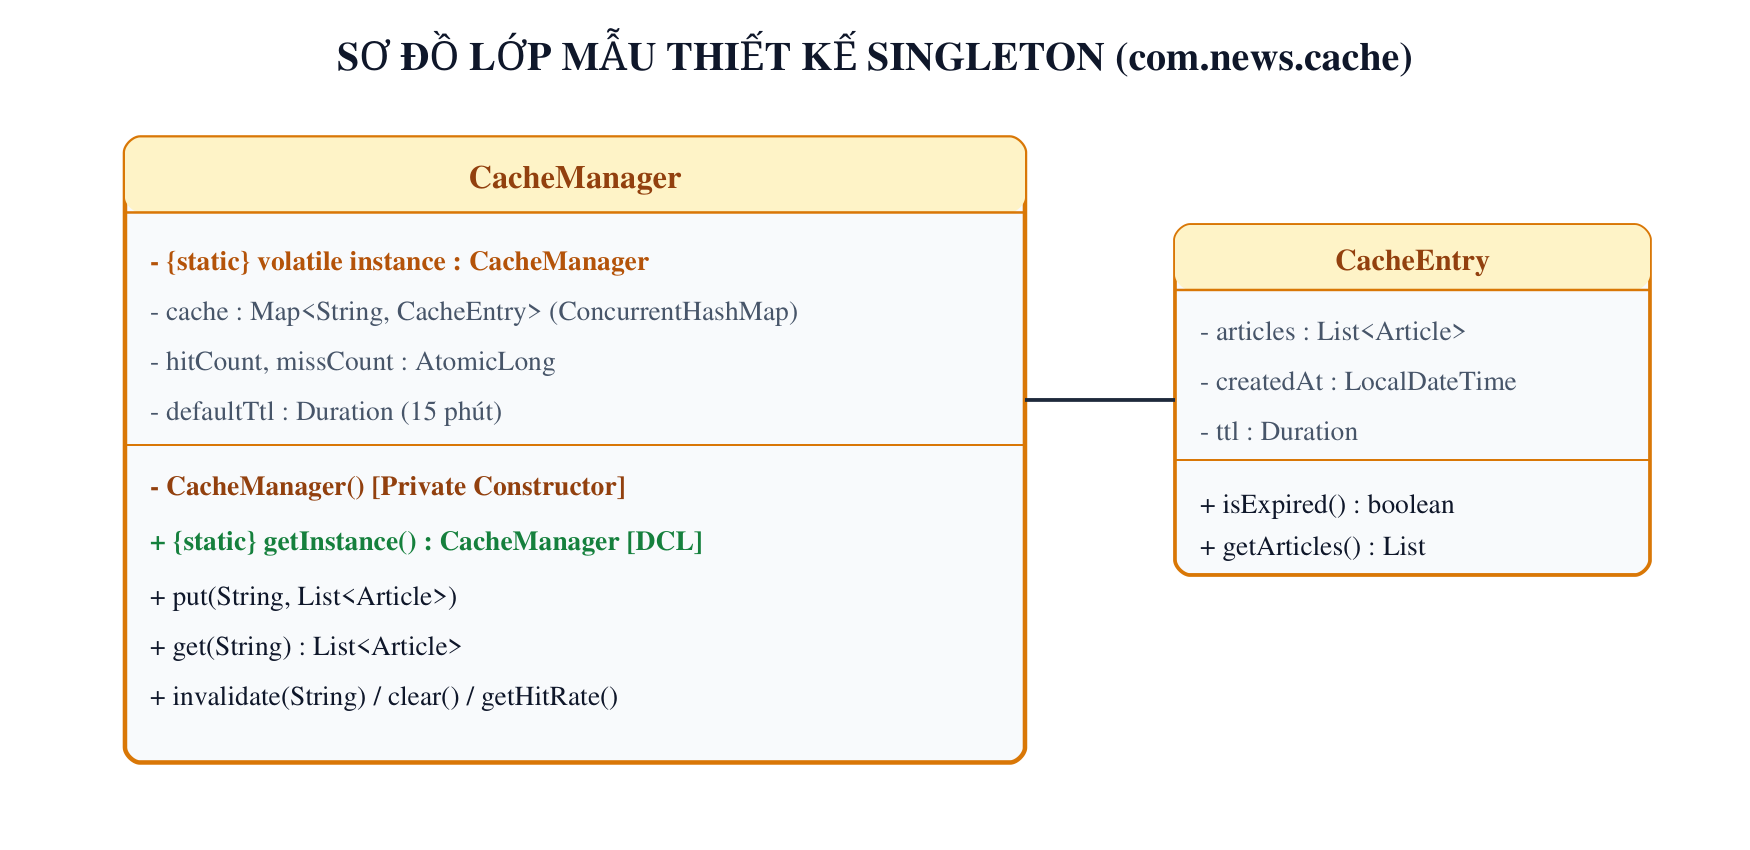 SƠ ĐỒ LỚP MẪU THIẾT KẾ SINGLETON (com.news.cache)
CacheManager
- {static} volatile instance : CacheManager
- cache : Map<String, CacheEntry> (ConcurrentHashMap)
- hitCount, missCount : AtomicLong
- defaultTtl : Duration (15 phút)
- CacheManager() [Private Constructor]
+ {static} getInstance() : CacheManager [DCL]
+ put(String, List<Article>)
+ get(String) : List<Article>
+ invalidate(String) / clear() / getHitRate()
CacheEntry
- articles : List<Article>
- createdAt : LocalDateTime
- ttl : Duration
+ isExpired() : boolean
+ getArticles() : List